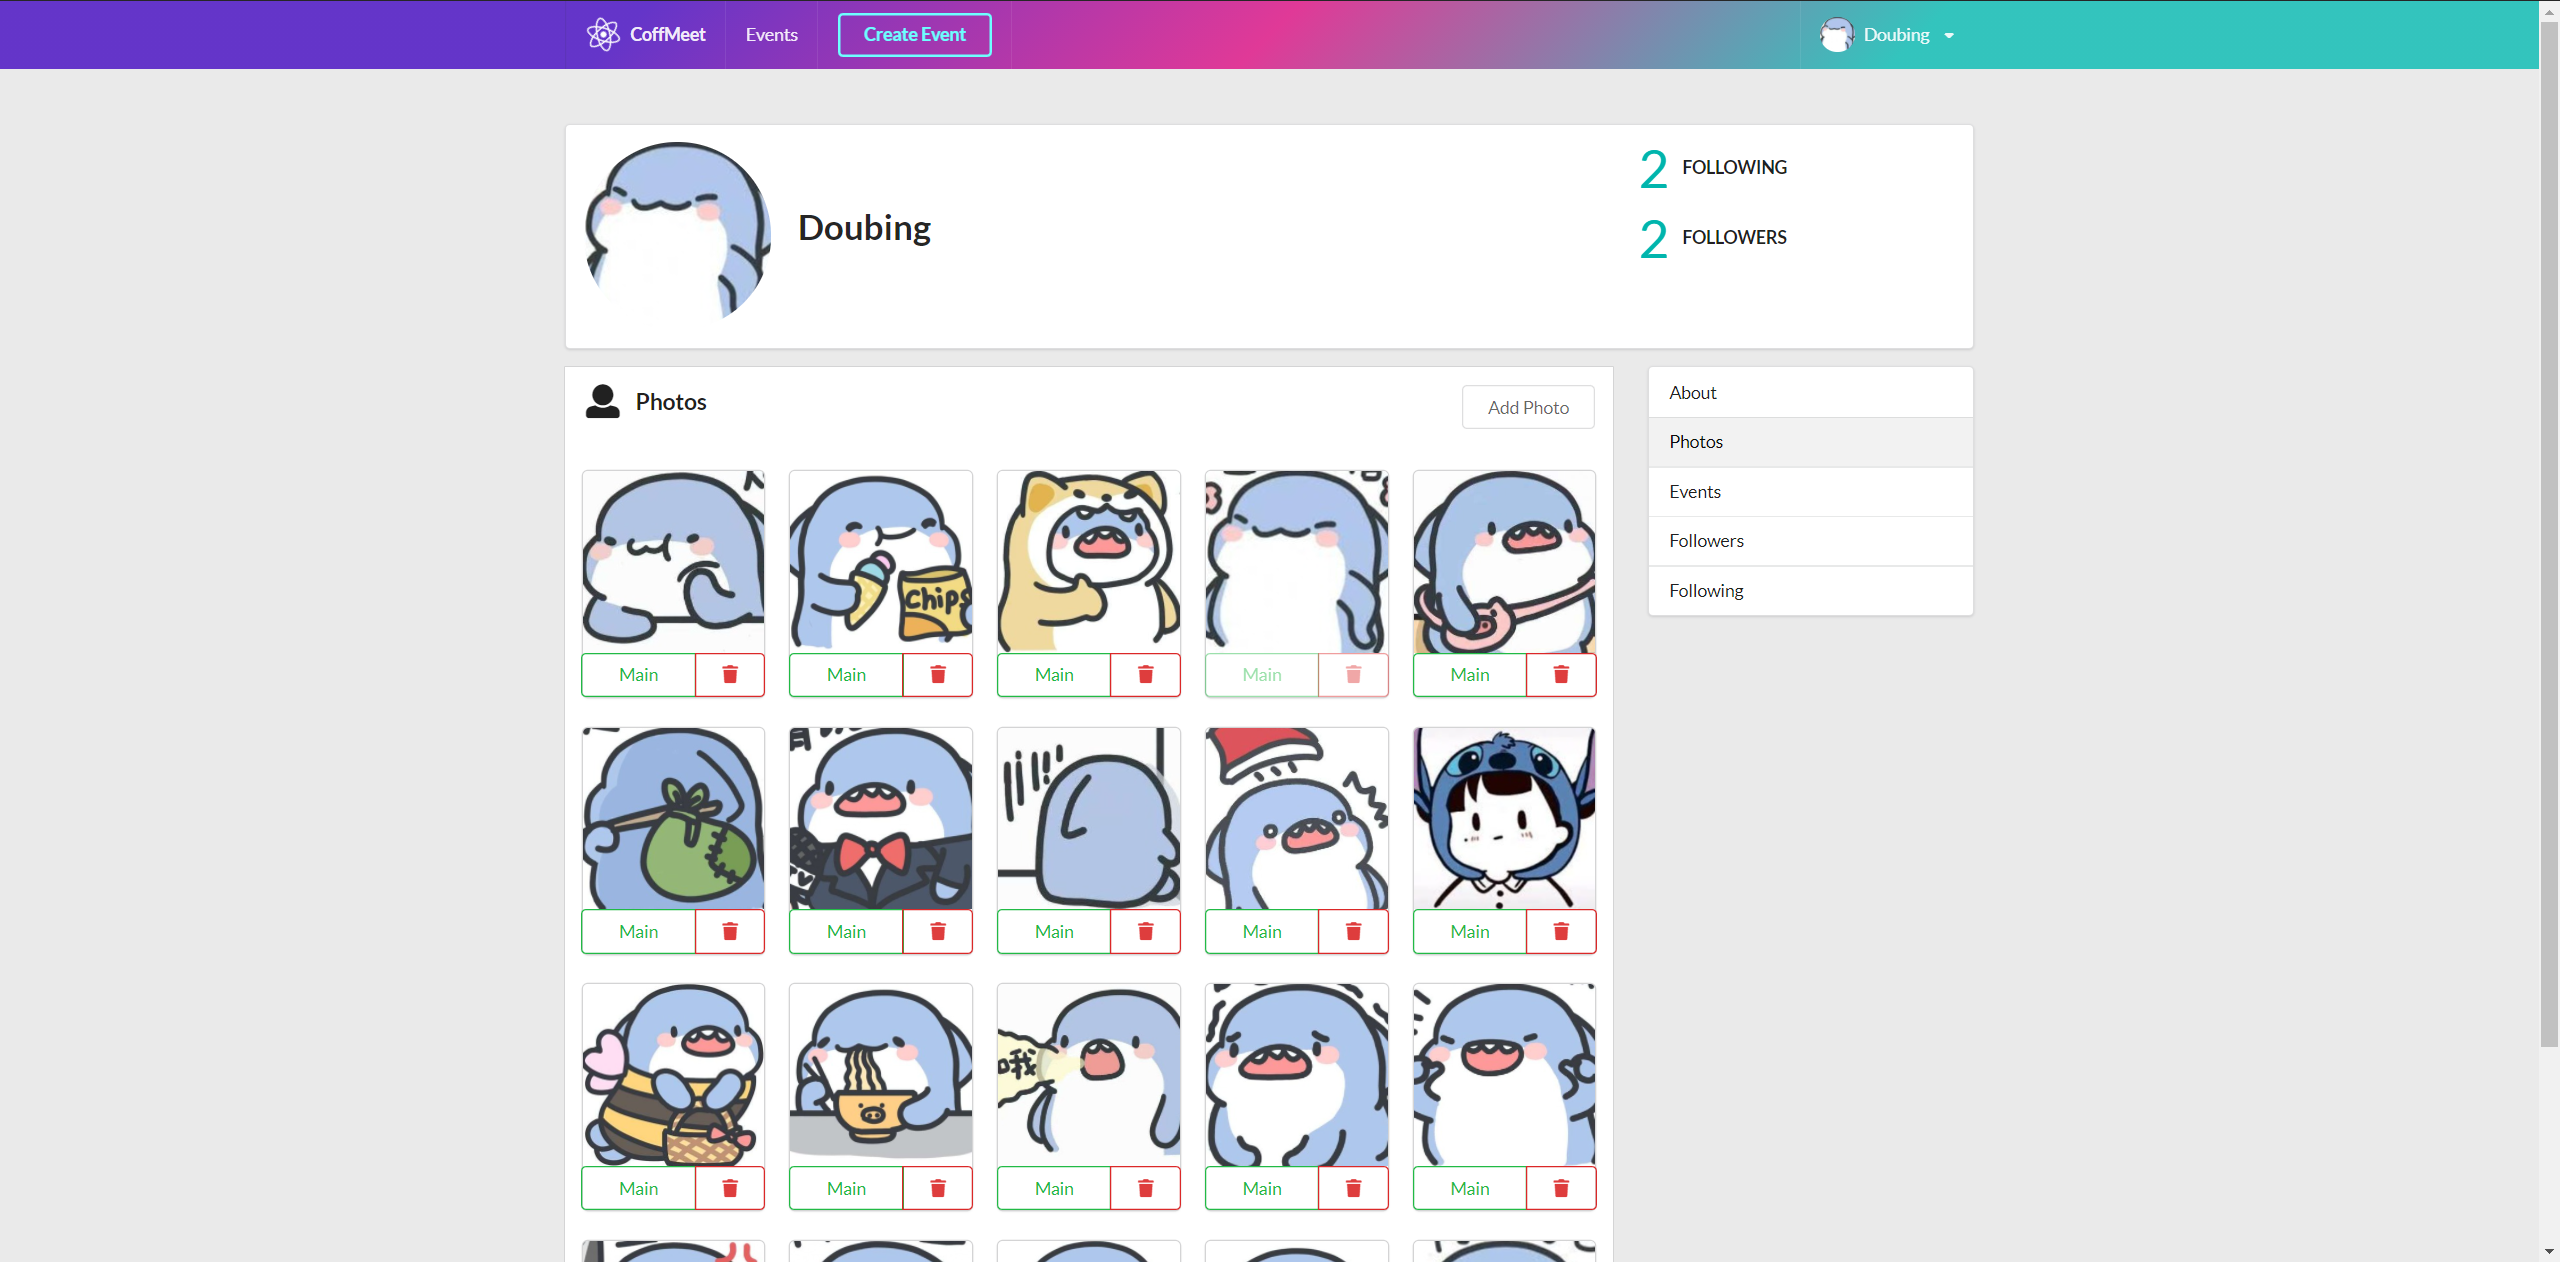 CoffMeet Events Create Event Doubing
Doubing
2 FOLLOWING
2 FOLLOWERS
Photos Add Photo
About
Photos
Events
Followers
Following
chips
Main Main Main Main Main
Main Main Main Main Main
我
Main Main Main Main Main